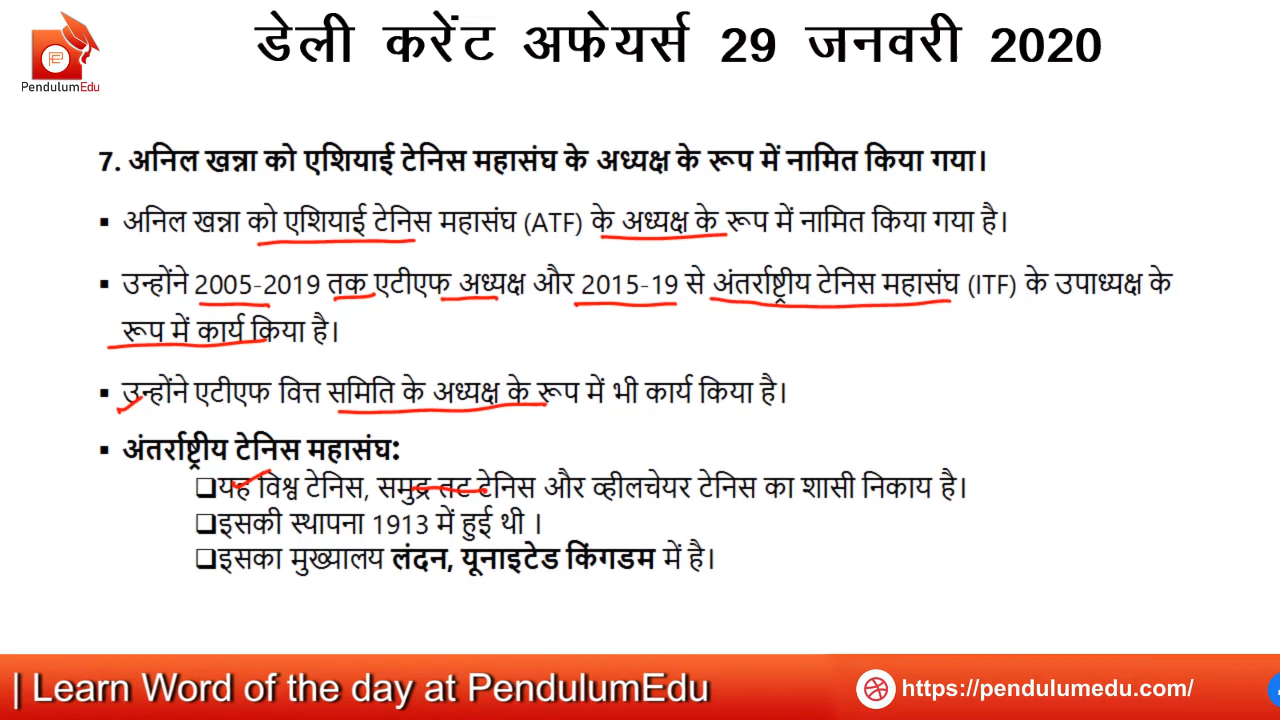 डेली करेंट अफेयर्स 29 जनवरी 2020
PendulumEdu
7. अनिल खन्ना को एशियाई टेनिस महासंघ के अध्यक्ष के रूप में नामित किया गया।
▪ अनिल खन्ना को एशियाई टेनिस महासंघ (ATF) के अध्यक्ष के रूप में नामित किया गया है।
▪ उन्होंने 2005-2019 तक एटीएफ अध्यक्ष और 2015-19 से अंतर्राष्ट्रीय टेनिस महासंघ (ITF) के उपाध्यक्ष के
रूप में कार्य किया है।
▪ उन्होंने एटीएफ वित्त समिति के अध्यक्ष के रूप में भी कार्य किया है।
▪ अंतर्राष्ट्रीय टेनिस महासंघ:
❑यह विश्व टेनिस, समुद्र तट टेनिस और व्हीलचेयर टेनिस का शासी निकाय है।
❑इसकी स्थापना 1913 में हुई थी ।
❑इसका मुख्यालय लंदन, यूनाइटेड किंगडम में है।
| Learn Word of the day at PendulumEdu
https://pendulumedu.com/